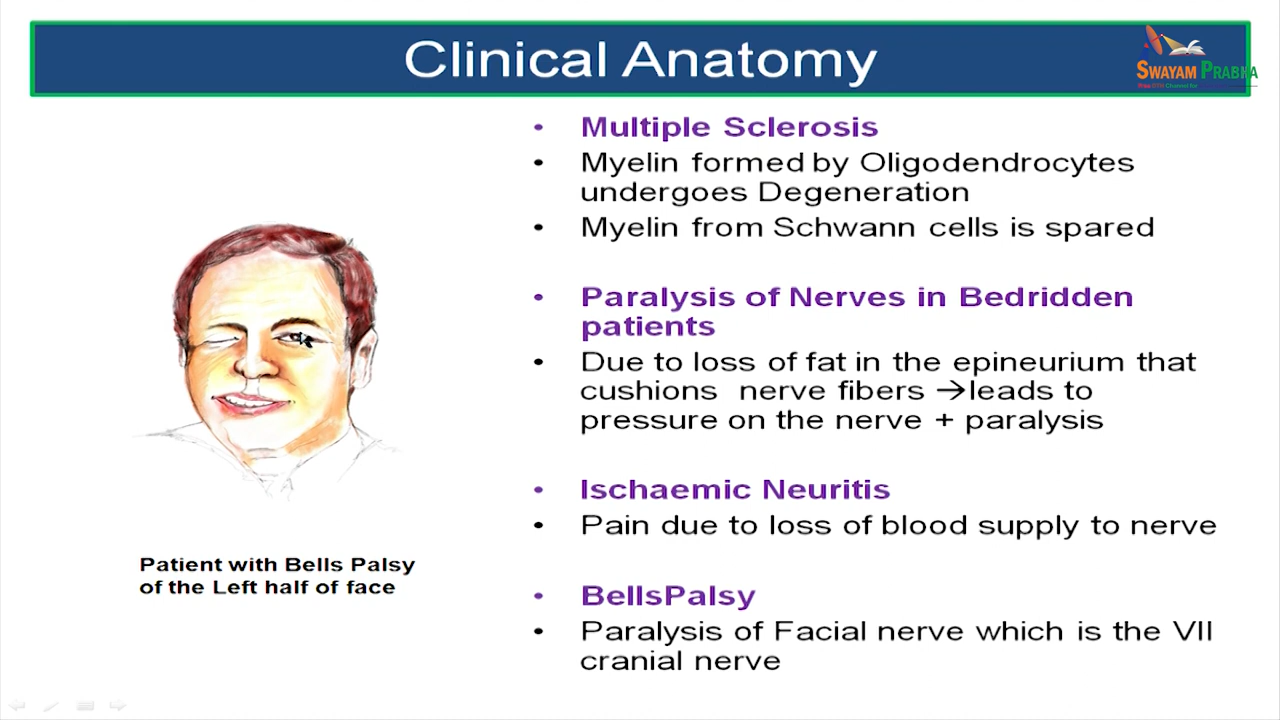 Clinical Anatomy
SWAYAM PRABHA
• Multiple Sclerosis
• Myelin formed by Oligodendrocytes
undergoes Degeneration
• Myelin from Schwann cells is spared
• Paralysis of Nerves in Bedridden
patients
• Due to loss of fat in the epineurium that
cushions nerve fibers →leads to
pressure on the nerve + paralysis
• Ischaemic Neuritis
• Pain due to loss of blood supply to nerve
• BellsPalsy
• Paralysis of Facial nerve which is the VII
cranial nerve
Patient with Bells Palsy
of the Left half of face